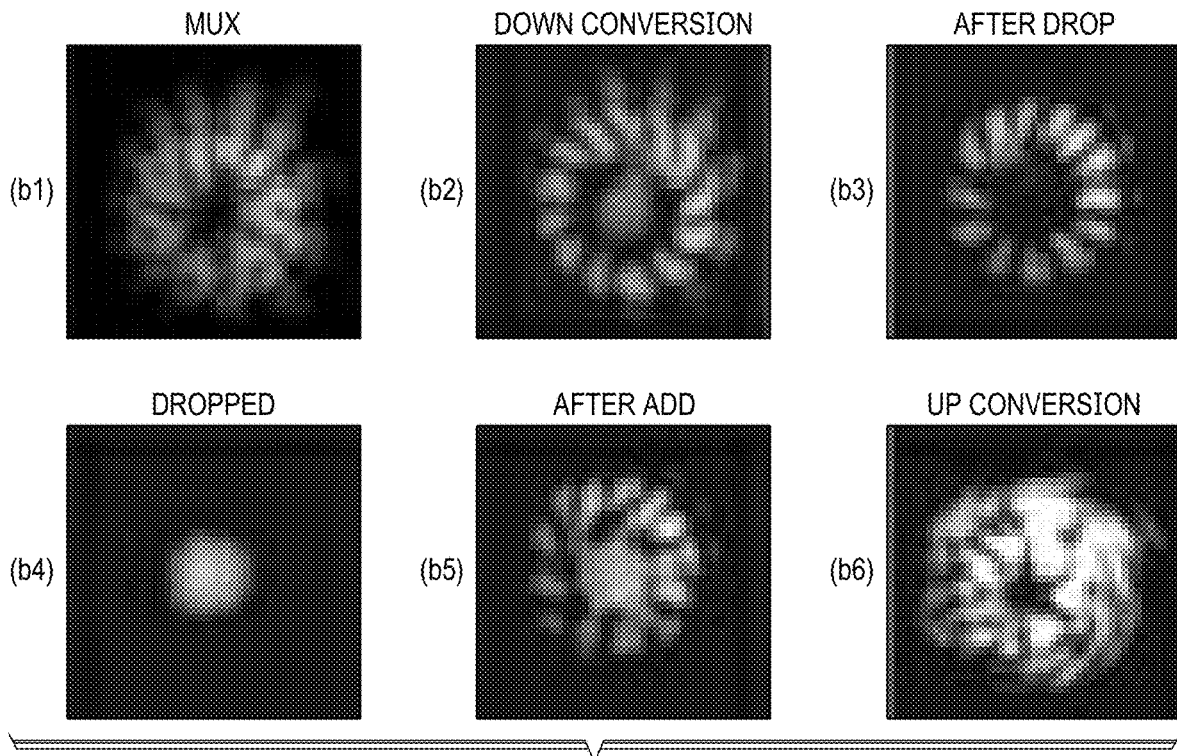 MUX
DOWN CONVERSION
AFTER DROP
(b1)
(b2)
(b3)
DROPPED
AFTER ADD
UP CONVERSION
(b4)
(b5)
(b6)